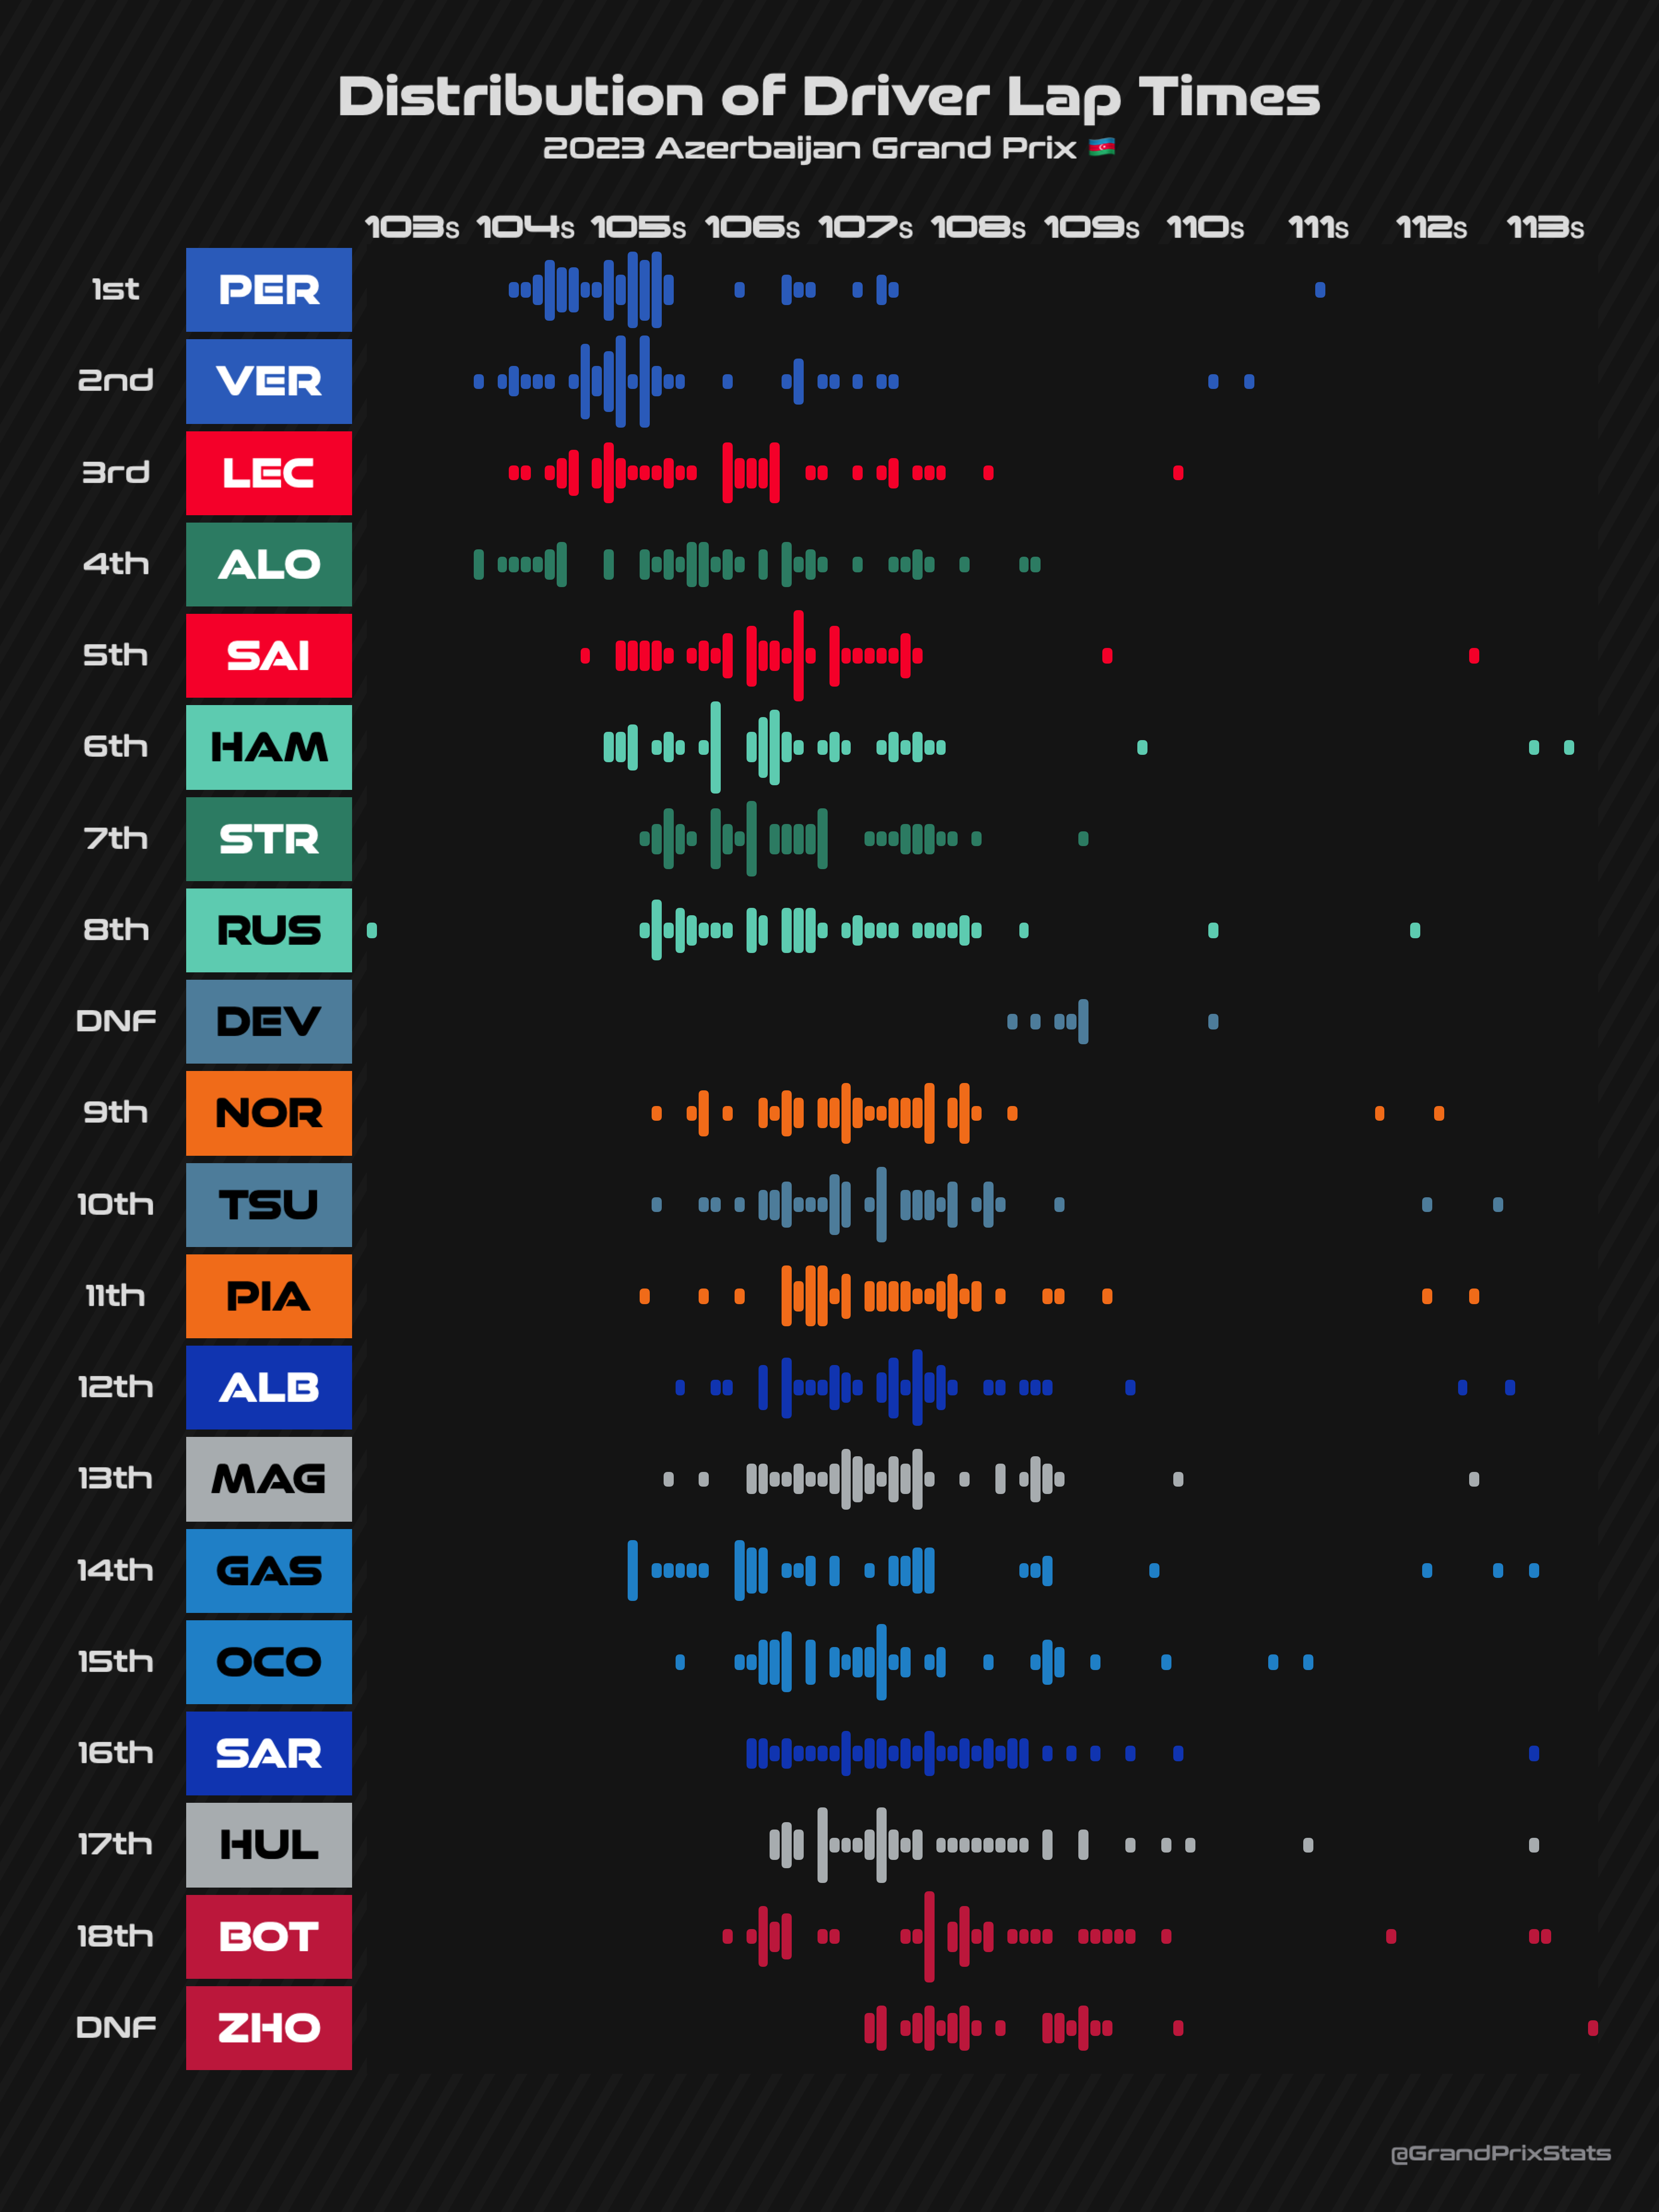 Distribution of Driver Lap Times
2023 Azerbaijan Grand Prix 🇦🇿
103s 104s 105s 106s 107s 108s 109s 110s 111s 112s 113s
1st PER
2nd VER
3rd LEC
4th ALO
5th SAI
6th HAM
7th STR
8th RUS
DNF DEV
9th NOR
10th TSU
11th PIA
12th ALB
13th MAG
14th GAS
15th OCO
16th SAR
17th HUL
18th BOT
DNF ZHO
@GrandPrixStats